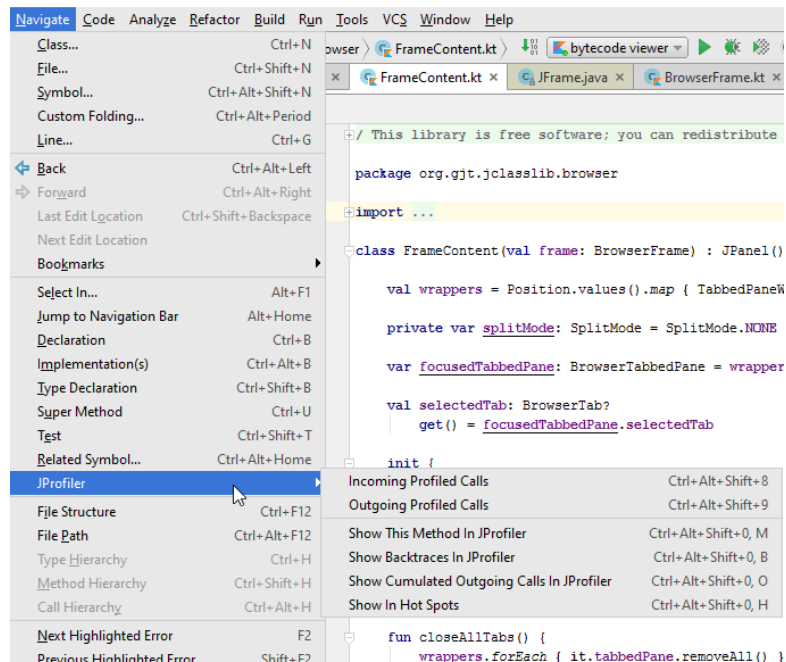 Navigate Code Analyze Refactor Build Run Tools VCS Window Help
Class... Ctrl+N
File... Ctrl+Shift+N
Symbol... Ctrl+Alt+Shift+N
Custom Folding... Ctrl+Alt+Period
Line... Ctrl+G
Back Ctrl+Alt+Left
Forward Ctrl+Alt+Right
Last Edit Location Ctrl+Shift+Backspace
Next Edit Location
Bookmarks
Select In... Alt+F1
Jump to Navigation Bar Alt+Home
Declaration Ctrl+B
Implementation(s) Ctrl+Alt+B
Type Declaration Ctrl+Shift+B
Super Method Ctrl+U
Test Ctrl+Shift+T
Related Symbol... Ctrl+Alt+Home
JProfiler
File Structure Ctrl+F12
File Path Ctrl+Alt+F12
Type Hierarchy Ctrl+H
Method Hierarchy Ctrl+Shift+H
Call Hierarchy Ctrl+Alt+H
Next Highlighted Error F2
Previous Highlighted Error Shift+F2
Incoming Profiled Calls Ctrl+Alt+Shift+8
Outgoing Profiled Calls Ctrl+Alt+Shift+9
Show This Method In JProfiler Ctrl+Alt+Shift+0, M
Show Backtraces In JProfiler Ctrl+Alt+Shift+0, B
Show Cumulated Outgoing Calls In JProfiler Ctrl+Alt+Shift+0, O
Show In Hot Spots Ctrl+Alt+Shift+0, H
owser FrameContent.kt bytecode viewer
FrameContent.kt JFrame.java BrowserFrame.kt
/ This library is free software; you can redistribute
package org.gjt.jclasslib.browser
import ...
class FrameContent(val frame: BrowserFrame) : JPanel()
val wrappers = Position.values().map { TabbedPaneW
private var splitMode: SplitMode = SplitMode.NONE
var focusedTabbedPane: BrowserTabbedPane = wrapper
val selectedTab: BrowserTab?
get() = focusedTabbedPane.selectedTab
init {
fun closeAllTabs() {
wrappers.forEach { it.tabbedPane.removeAll() }